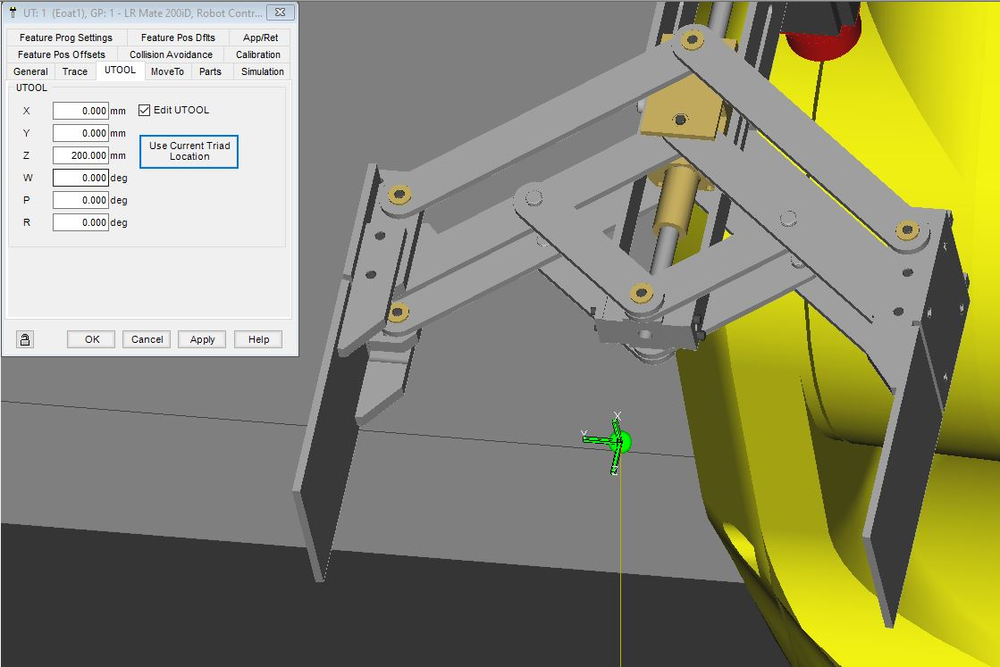 UT: 1 (Eoat1), GP: 1 - LR Mate 200iD, Robot Contr...
Feature Prog Settings Feature Pos Dflts App/Ret
Feature Pos Offsets Collision Avoidance Calibration
General Trace UTOOL MoveTo Parts Simulation
UTOOL
X 0.000 mm Edit UTOOL
Y 0.000 mm
Use Current Triad
Location
Z 200.000 mm
W 0.000 deg
P 0.000 deg
R 0.000 deg
OK Cancel Apply Help
X
Y